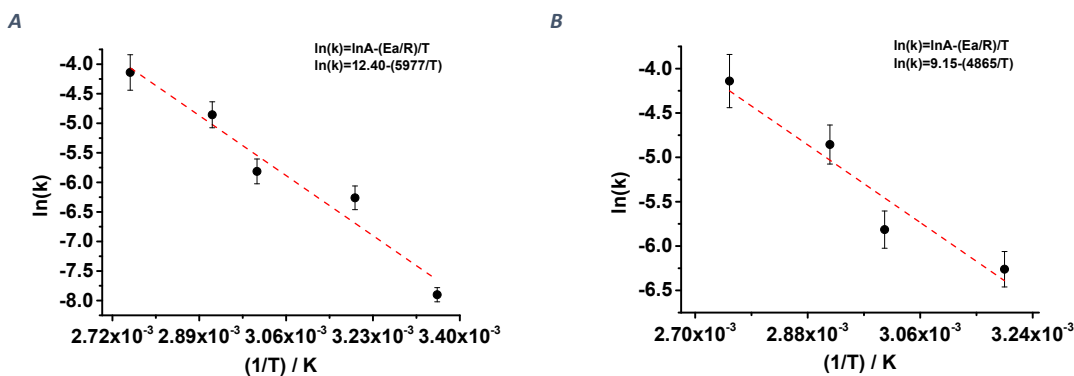 A
ln(k)=lnA-(Ea/R)/T
ln(k)=12.40-(5977/T)
-4.0
-4.5
-5.0
-5.5
-6.0
-6.5
-7.0
-7.5
-8.0
ln(k)
2.72x10⁻³ 2.89x10⁻³ 3.06x10⁻³ 3.23x10⁻³ 3.40x10⁻³
(1/T) / K
B
ln(k)=lnA-(Ea/R)/T
ln(k)=9.15-(4865/T)
-4.0
-4.5
-5.0
-5.5
-6.0
-6.5
ln(k)
2.70x10⁻³ 2.88x10⁻³ 3.06x10⁻³ 3.24x10⁻³
(1/T) / K